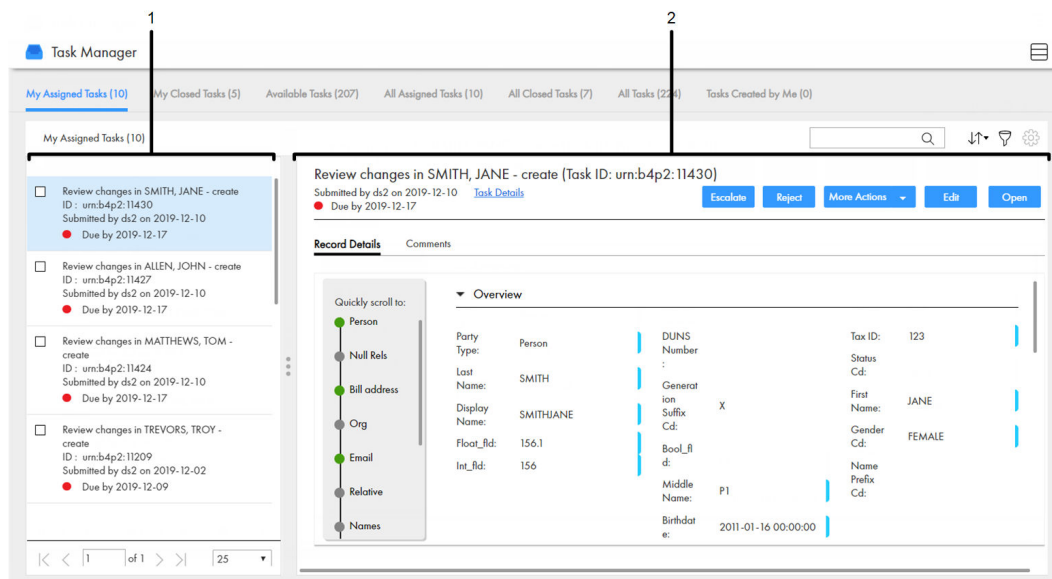 1
2
Task Manager
My Assigned Tasks (10)
My Closed Tasks (5)
Available Tasks (207)
All Assigned Tasks (10)
All Closed Tasks (7)
All Tasks (224)
Tasks Created by Me (0)
My Assigned Tasks (10)
Review changes in SMITH, JANE - create
ID : urn:b4p2:11430
Submitted by ds2 on 2019-12-10
Due by 2019-12-17
Review changes in ALLEN, JOHN - create
ID : urn:b4p2:11427
Submitted by ds2 on 2019-12-10
Due by 2019-12-17
Review changes in MATTHEWS, TOM -
create
ID : urn:b4p2:11424
Submitted by ds2 on 2019-12-10
Due by 2019-12-17
Review changes in TREVORS, TROY -
create
ID : urn:b4p2:11209
Submitted by ds2 on 2019-12-02
Due by 2019-12-09
1 of 1
25
Review changes in SMITH, JANE - create (Task ID: urn:b4p2:11430)
Submitted by ds2 on 2019-12-10 Task Details
Due by 2019-12-17
Escalate
Reject
More Actions
Edit
Open
Record Details
Comments
Quickly scroll to:
Person
Null Rels
Bill address
Org
Email
Relative
Names
Overview
Party
Type:
Person
Last
Name:
SMITH
Display
Name:
SMITHJANE
Float_fld:
156.1
Int_fld:
156
DUNS
Number
:
Generat
ion
Suffix
Cd:
X
Bool_fl
d:
Middle
Name:
P1
Birthdat
e:
2011-01-16 00:00:00
Tax ID:
123
Status
Cd:
First
Name:
JANE
Gender
Cd:
FEMALE
Name
Prefix
Cd: